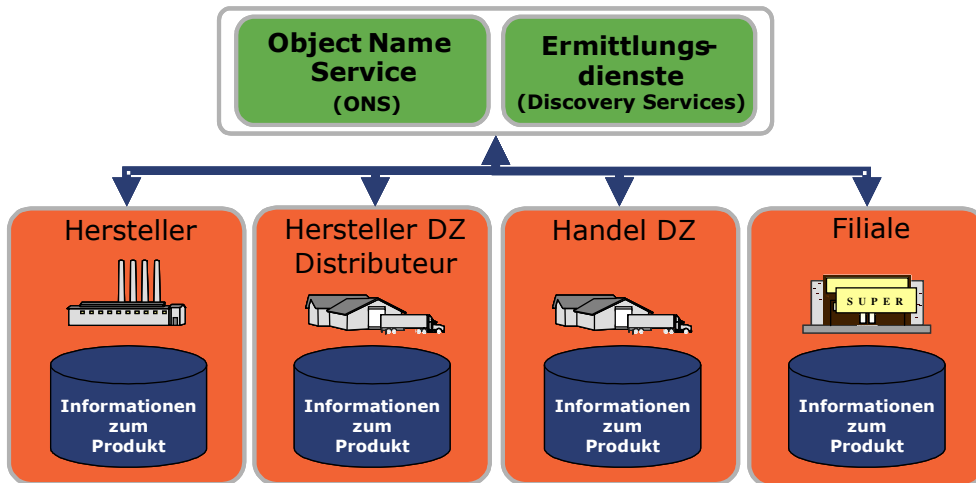 Object Name
Service
(ONS)
Ermittlungs-
dienste
(Discovery Services)
Hersteller
Hersteller DZ
Distributeur
Handel DZ
Filiale
SUPER
Informationen
zum
Produkt
Informationen
zum
Produkt
Informationen
zum
Produkt
Informationen
zum
Produkt